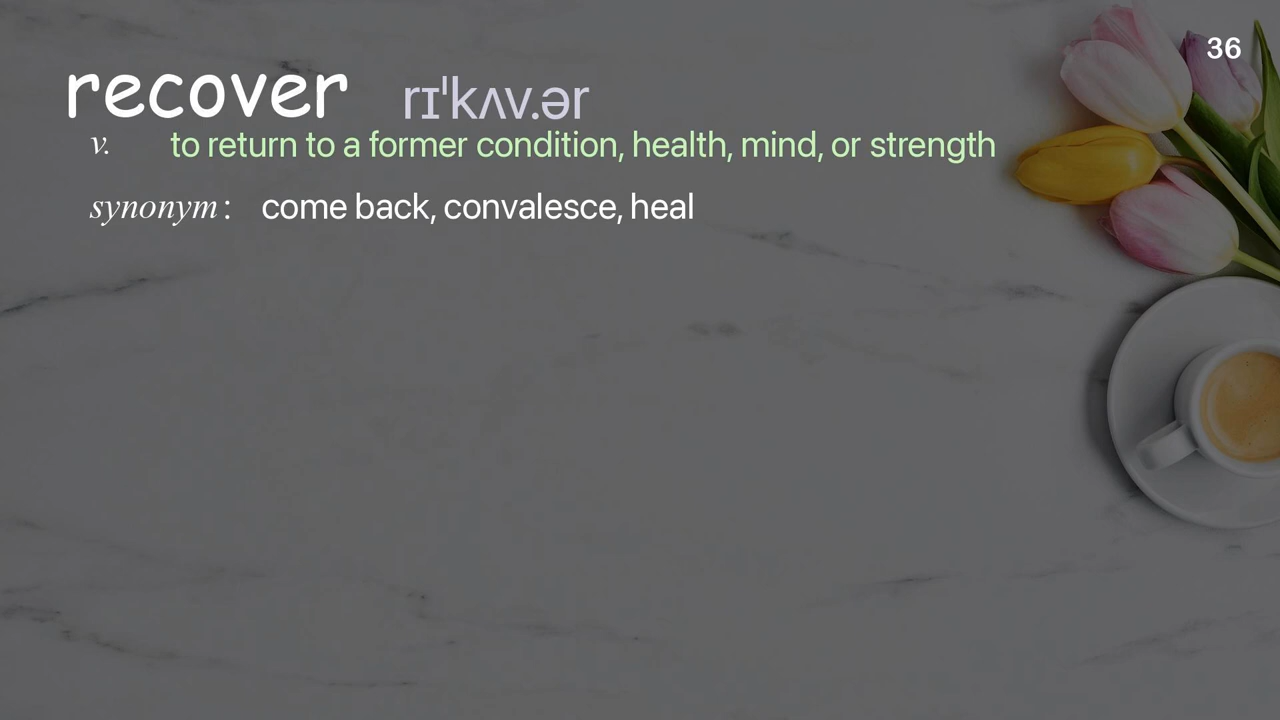 36
recover rɪˈkʌv.ər
v. to return to a former condition, health, mind, or strength
synonym : come back, convalesce, heal